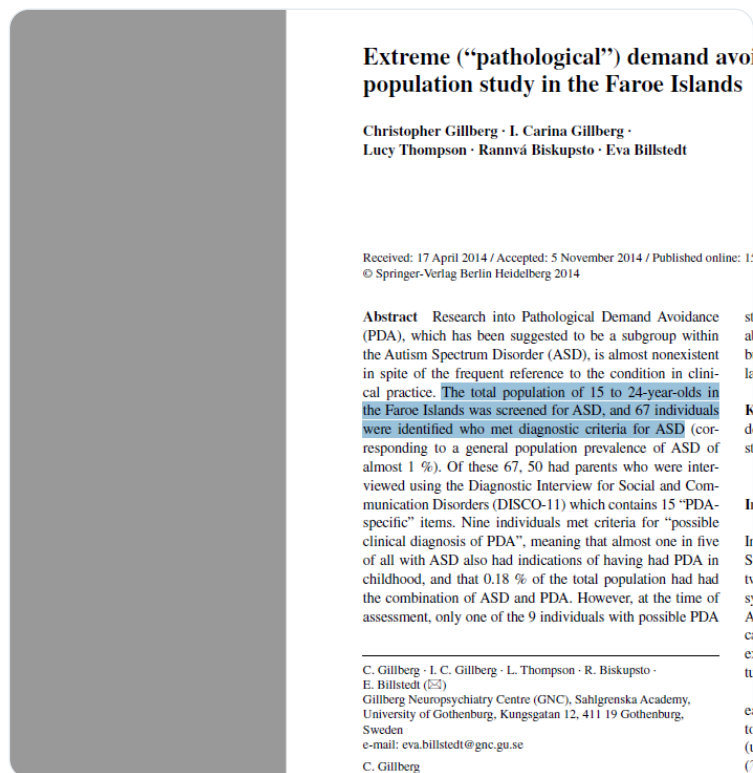 Extreme (“pathological”) demand avoi
population study in the Faroe Islands
Christopher Gillberg · I. Carina Gillberg ·
Lucy Thompson · Rannvá Biskupsto · Eva Billstedt
Received: 17 April 2014 / Accepted: 5 November 2014 / Published online: 15
© Springer-Verlag Berlin Heidelberg 2014
Abstract Research into Pathological Demand Avoidance
(PDA), which has been suggested to be a subgroup within
the Autism Spectrum Disorder (ASD), is almost nonexistent
in spite of the frequent reference to the condition in clini-
cal practice. The total population of 15 to 24-year-olds in
the Faroe Islands was screened for ASD, and 67 individuals
were identified who met diagnostic criteria for ASD (cor-
responding to a general population prevalence of ASD of
almost 1 %). Of these 67, 50 had parents who were inter-
viewed using the Diagnostic Interview for Social and Com-
munication Disorders (DISCO-11) which contains 15 “PDA-
specific” items. Nine individuals met criteria for “possible
clinical diagnosis of PDA”, meaning that almost one in five
of all with ASD also had indications of having had PDA in
childhood, and that 0.18 % of the total population had had
the combination of ASD and PDA. However, at the time of
assessment, only one of the 9 individuals with possible PDA
C. Gillberg · I. C. Gillberg · L. Thompson · R. Biskupsto ·
E. Billstedt (✉)
Gillberg Neuropsychiatry Centre (GNC), Sahlgrenska Academy,
University of Gothenburg, Kungsgatan 12, 411 19 Gothenburg,
Sweden
e-mail: eva.billstedt@gnc.gu.se
C. Gillberg